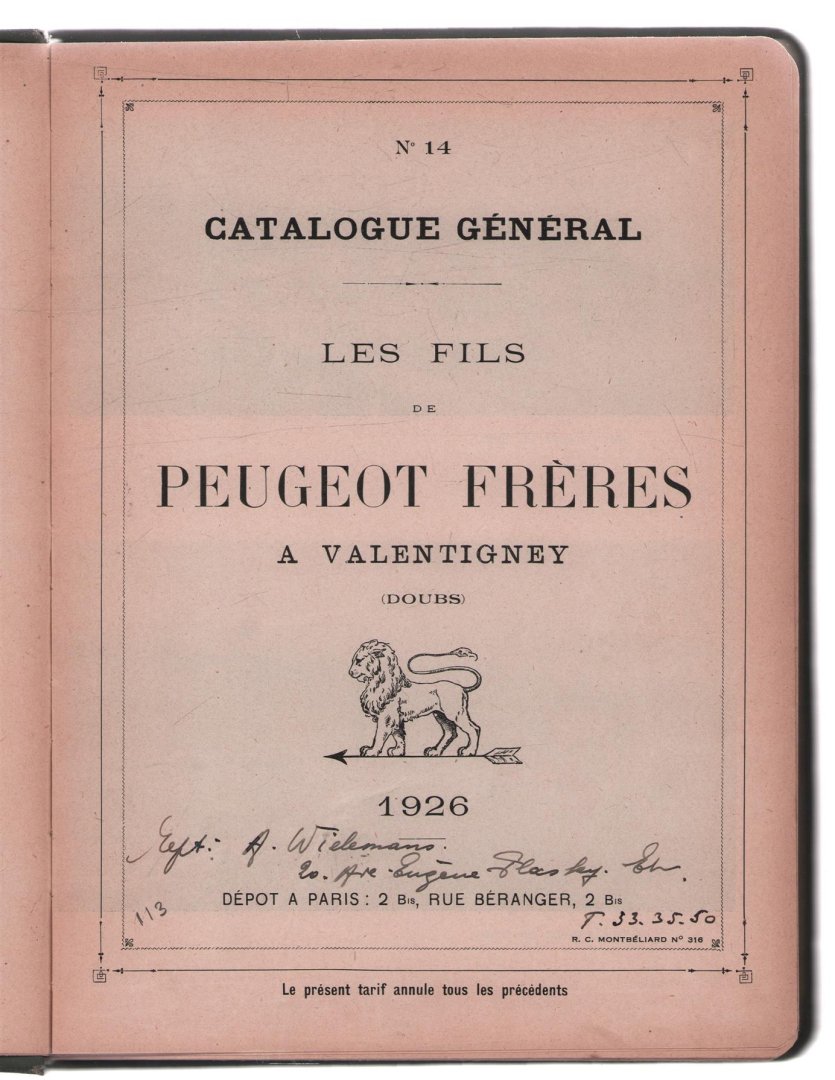 N° 14
CATALOGUE GÉNÉRAL
LES FILS
DE
PEUGEOT FRÈRES
A VALENTIGNEY
(DOUBS)
1926
A. Wielemans.
20. Ave Eugène Plasky.
DÉPOT A PARIS : 2 Bis, RUE BÉRANGER, 2 Bis
113
T. 33.35.50
R. C. MONTBÉLIARD N° 316
Le présent tarif annule tous les précédents